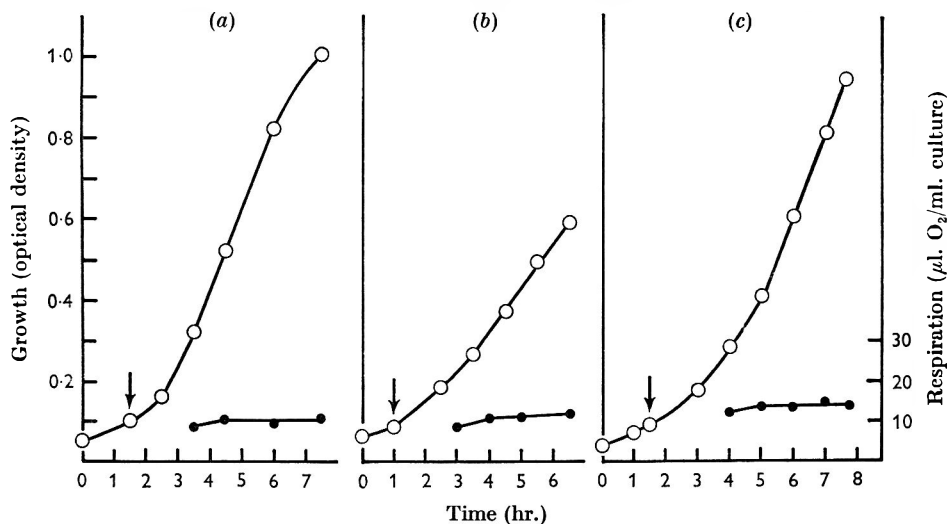 (a) (b) (c)
Growth (optical density)
1·0
0·8
0·6
0·4
0·2
0 1 2 3 4 5 6 7
0 1 2 3 4 5 6
0 1 2 3 4 5 6 7 8
Time (hr.)
30
20
10
Respiration (μl. O₂/ml. culture)